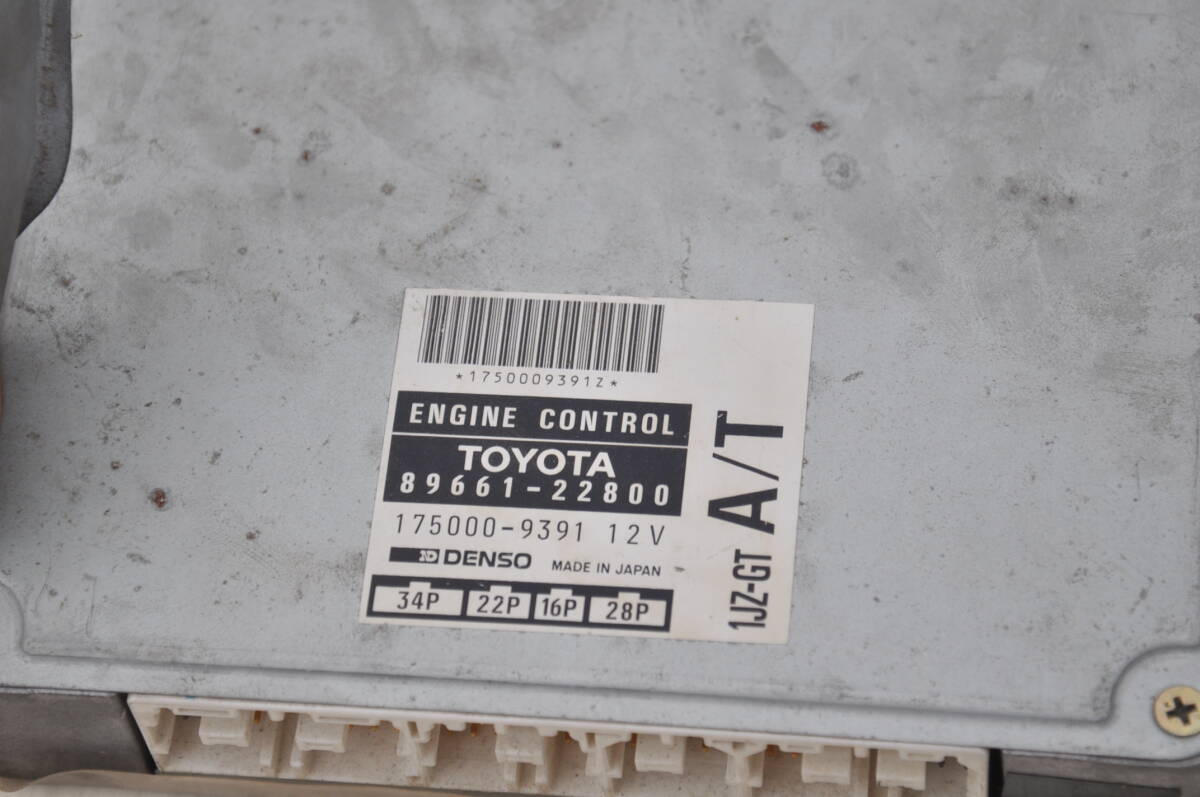 *1750009391Z*
ENGINE CONTROL
TOYOTA
89661-22800
175000-9391 12V
ND DENSO MADE IN JAPAN
34P 22P 16P 28P
1JZ-GT A/T